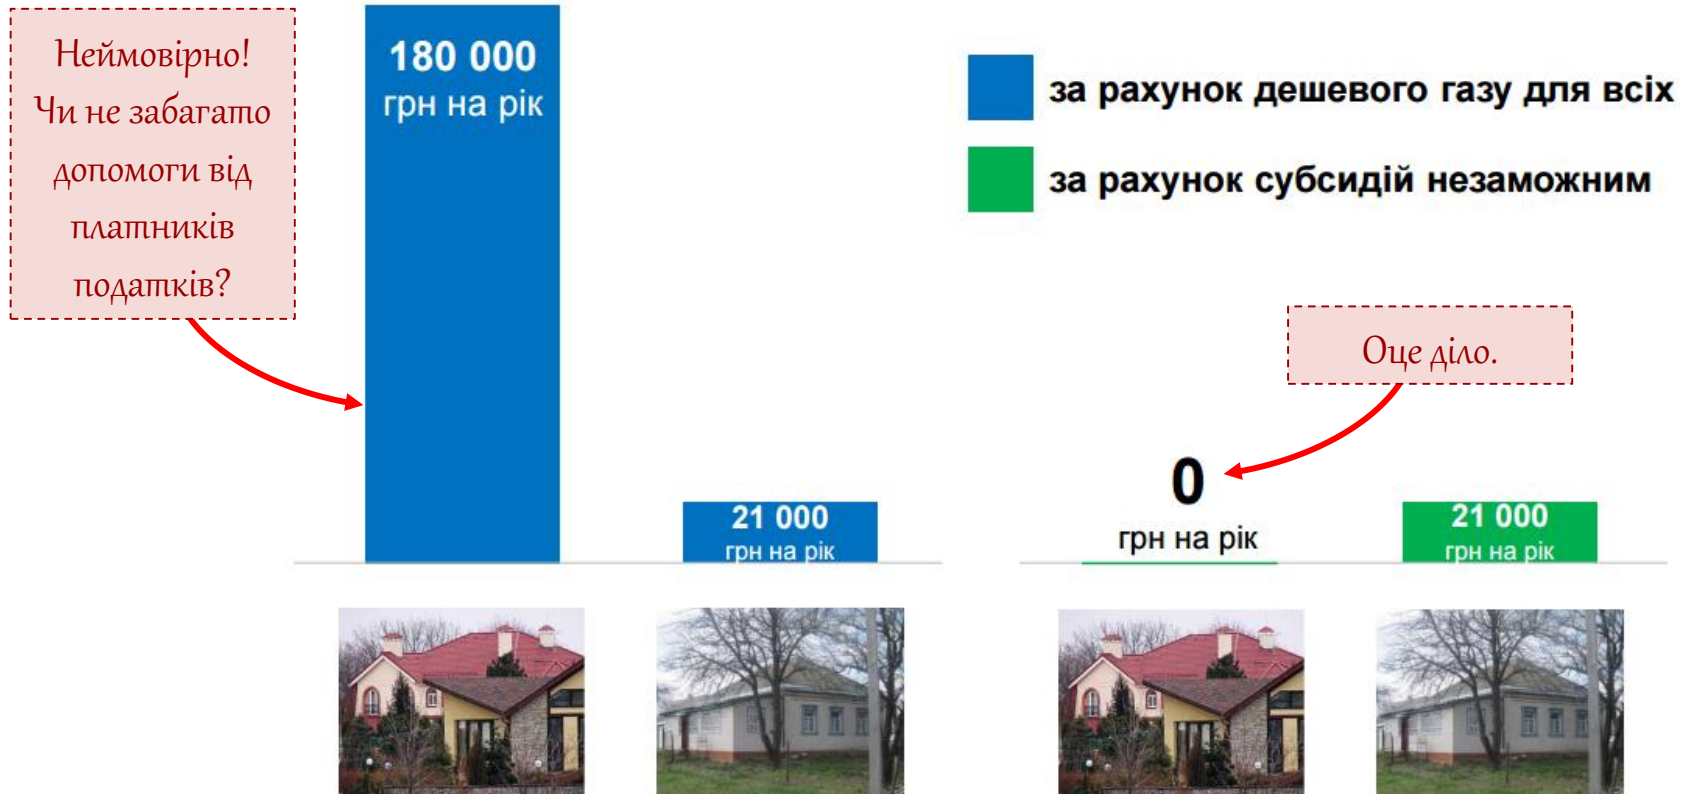 Неймовірно!
Чи не забагато
допомоги від
платників
податків?
180 000
грн на рік
за рахунок дешевого газу для всіх
за рахунок субсидій незаможним
Оце діло.
21 000
грн на рік
0
грн на рік
21 000
грн на рік